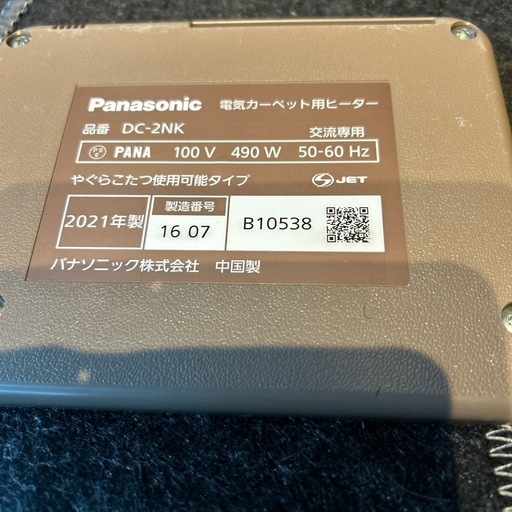 Panasonic 電気カーペット用ヒーター
品番 DC-2NK 交流専用
PS E PANA 100 V 490 W 50-60 Hz
やぐらこたつ使用可能タイプ S JET
2021年製 製造番号 16 07 B10538
パナソニック株式会社 中国製